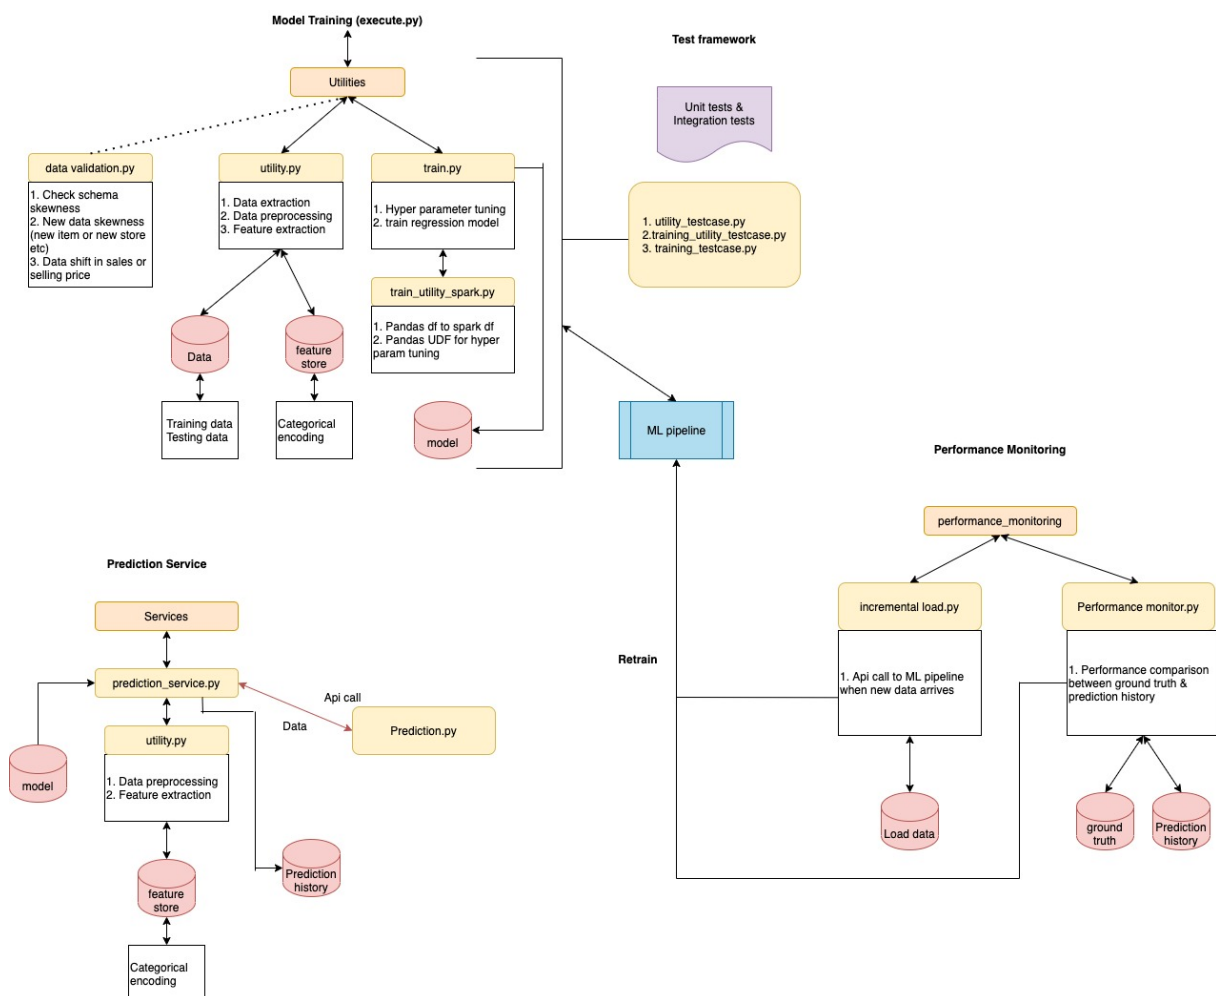 Model Training (execute.py)
Utilities
data validation.py
1. Check schema
skewness
2. New data skewness
(new item or new store
etc)
3. Data shift in sales or
selling price
utility.py
1. Data extraction
2. Data preprocessing
3. Feature extraction
train.py
1. Hyper parameter tuning
2. train regression model
train_utility_spark.py
1. Pandas df to spark df
2. Pandas UDF for hyper
param tuning
Data
feature
store
Training data
Testing data
Categorical
encoding
model
Test framework
Unit tests &
Integration tests
1. utility_testcase.py
2.training_utility_testcase.py
3. training_testcase.py
ML pipeline
Performance Monitoring
performance_monitoring
incremental load.py
1. Api call to ML pipeline
when new data arrives
Load data
Performance monitor.py
1. Performance comparison
between ground truth &
prediction history
ground
truth
Prediction
history
Retrain
Prediction Service
Services
prediction_service.py
Api call
Data
Prediction.py
utility.py
1. Data preprocessing
2. Feature extraction
model
feature
store
Prediction
history
Categorical
encoding